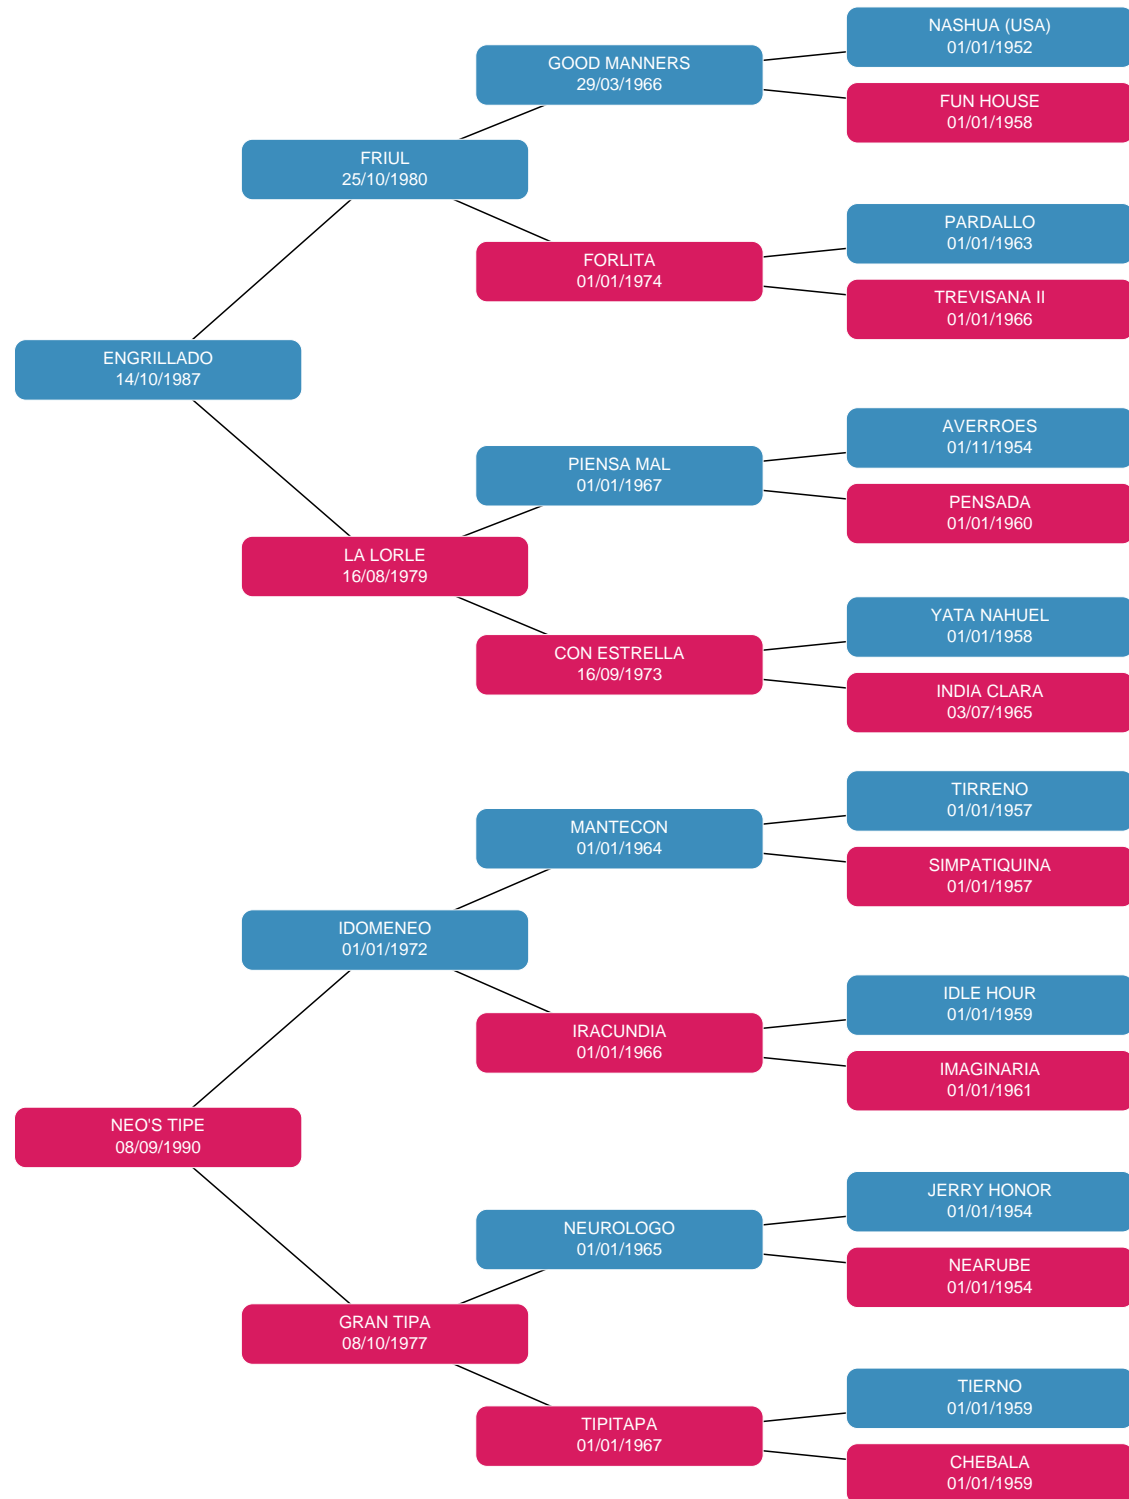 NASHUA (USA)
01/01/1952
GOOD MANNERS
29/03/1966
FUN HOUSE
01/01/1958
FRIUL
25/10/1980
PARDALLO
01/01/1963
FORLITA
01/01/1974
TREVISANA II
01/01/1966
ENGRILLADO
14/10/1987
AVERROES
01/11/1954
PIENSA MAL
01/01/1967
PENSADA
01/01/1960
LA LORLE
16/08/1979
YATA NAHUEL
01/01/1958
CON ESTRELLA
16/09/1973
INDIA CLARA
03/07/1965
TIRRENO
01/01/1957
MANTECON
01/01/1964
SIMPATIQUINA
01/01/1957
IDOMENEO
01/01/1972
IDLE HOUR
01/01/1959
IRACUNDIA
01/01/1966
IMAGINARIA
01/01/1961
NEO'S TIPE
08/09/1990
JERRY HONOR
01/01/1954
NEUROLOGO
01/01/1965
NEARUBE
01/01/1954
GRAN TIPA
08/10/1977
TIERNO
01/01/1959
TIPITAPA
01/01/1967
CHEBALA
01/01/1959